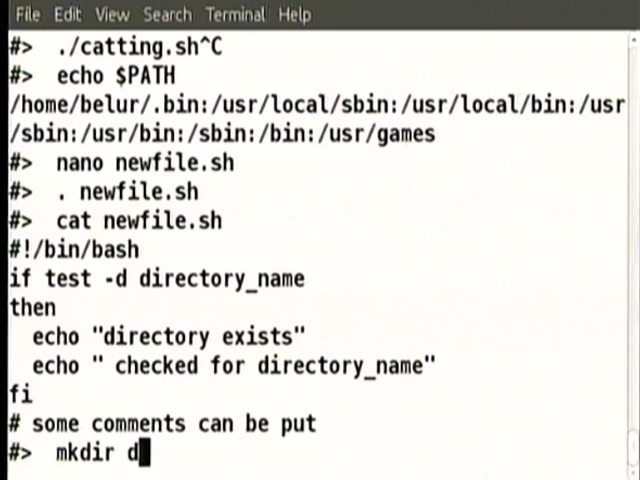 File Edit View Search Terminal Help
#> ./catting.sh^C
#> echo $PATH
/home/belur/.bin:/usr/local/sbin:/usr/local/bin:/usr
/sbin:/usr/bin:/sbin:/bin:/usr/games
#> nano newfile.sh
#> . newfile.sh
#> cat newfile.sh
#!/bin/bash
if test -d directory_name
then
  echo "directory exists"
  echo " checked for directory_name"
fi
# some comments can be put
#> mkdir d